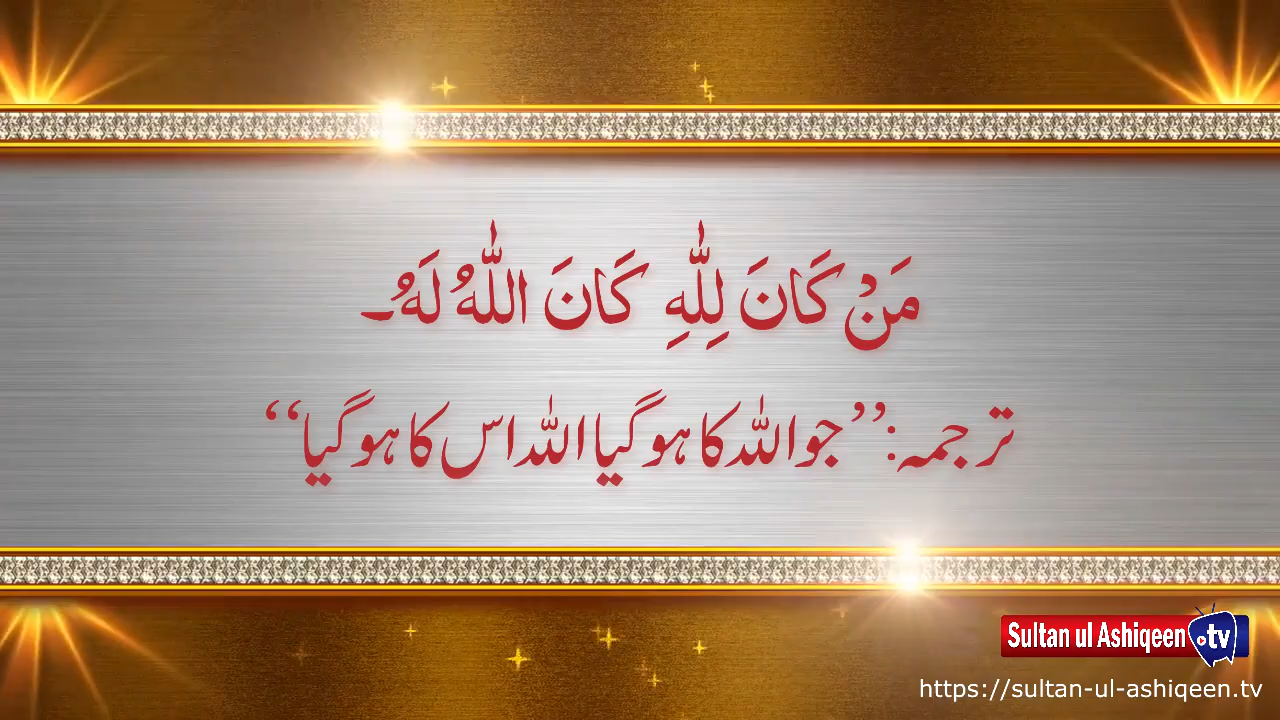 مَنْ كَانَ لِلّٰهِ كَانَ اللّٰهُ لَهُ۔
ترجمہ: ’’جو اللہ کا ہو گیا اللہ اس کا ہو گیا‘‘
Sultan ul Ashiqeen .tv
https://sultan-ul-ashiqeen.tv